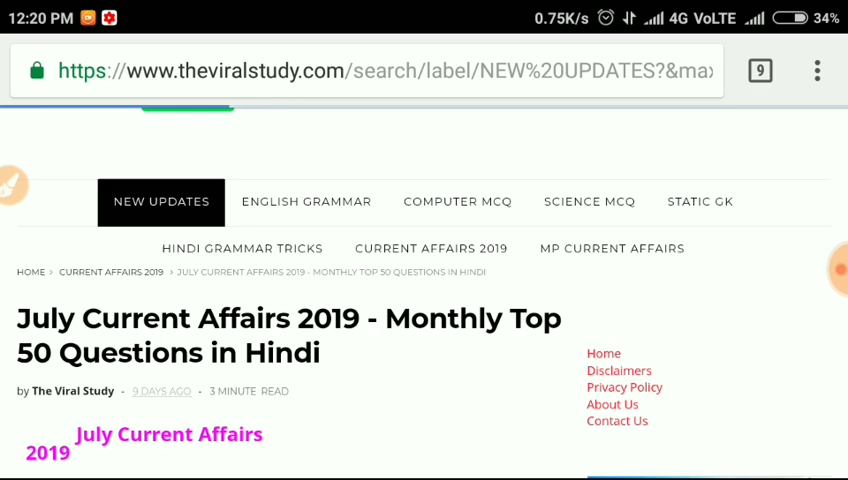 12:20 PM 0.75K/s 4G VoLTE 34%
https://www.theviralstudy.com/search/label/NEW%20UPDATES?&max 9
NEW UPDATES ENGLISH GRAMMAR COMPUTER MCQ SCIENCE MCQ STATIC GK
HINDI GRAMMAR TRICKS CURRENT AFFAIRS 2019 MP CURRENT AFFAIRS
HOME > CURRENT AFFAIRS 2019 > JULY CURRENT AFFAIRS 2019 - MONTHLY TOP 50 QUESTIONS IN HINDI
July Current Affairs 2019 - Monthly Top
50 Questions in Hindi
by The Viral Study - 9 DAYS AGO - 3 MINUTE READ
July Current Affairs
2019
Home
Disclaimers
Privacy Policy
About Us
Contact Us